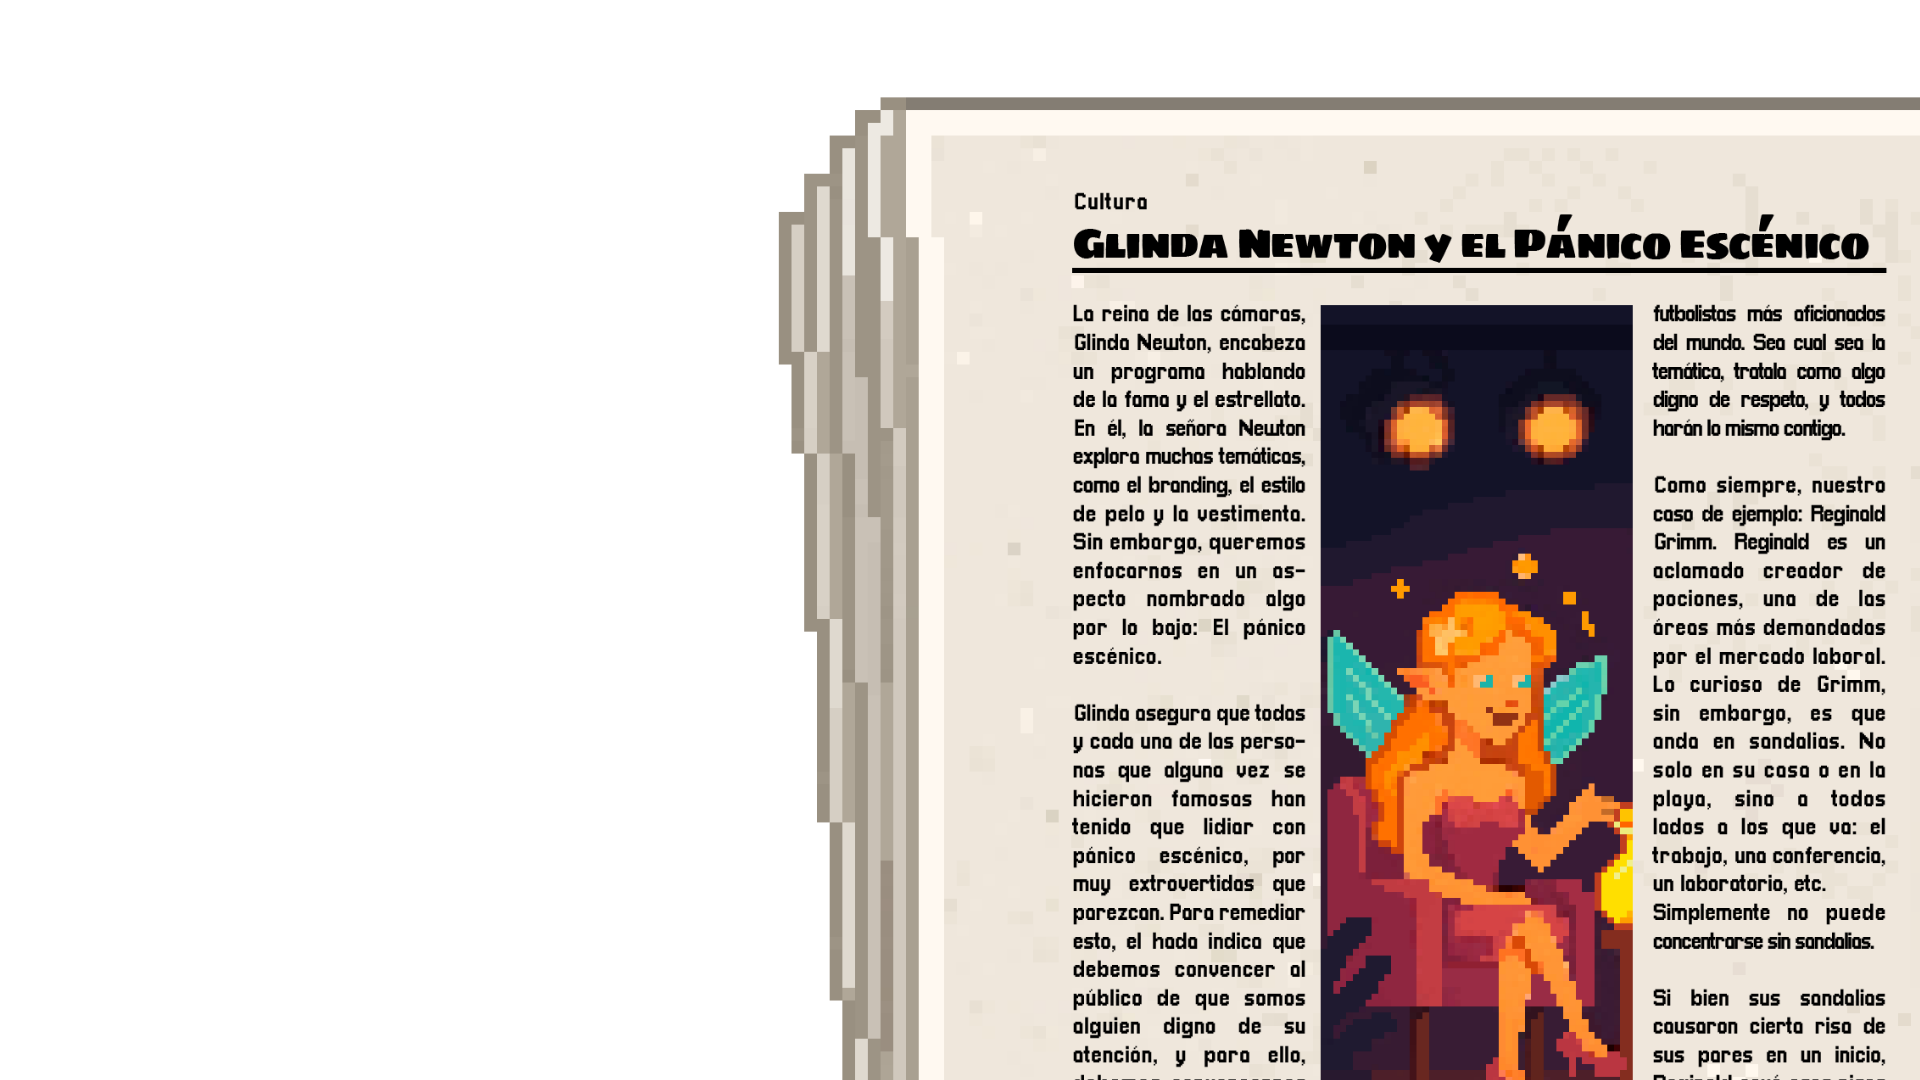 Cultura
Glinda Newton y el Pánico Escénico
La reina de las cámaras,
Glinda Newton, encabeza
un programa hablando
de la fama y el estrellato.
En él, la señora Newton
explora muchas temáticas,
como el branding, el estilo
de pelo y la vestimenta.
Sin embargo, queremos
enfocarnos en un as-
pecto nombrado algo
por lo bajo: El pánico
escénico.
Glinda asegura que todas
y cada una de las perso-
nas que alguna vez se
hicieron famosas han
tenido que lidiar con
pánico escénico, por
muy extrovertidas que
parezcan. Para remediar
esto, el hada indica que
debemos convencer al
público de que somos
alguien digno de su
atención, y para ello,
futbolistas más aficionados
del mundo. Sea cual sea la
temática, tratala como algo
digno de respeto, y todos
harán lo mismo contigo.
Como siempre, nuestro
caso de ejemplo: Reginald
Grimm. Reginald es un
aclamado creador de
pociones, una de las
áreas más demandadas
por el mercado laboral.
Lo curioso de Grimm,
sin embargo, es que
anda en sandalias. No
solo en su casa o en la
playa, sino a todos
lados a los que va: el
trabajo, una conferencia,
un laboratorio, etc.
Simplemente no puede
concentrarse sin sandalias.
Si bien sus sandalias
causaron cierta risa de
sus pares en un inicio,